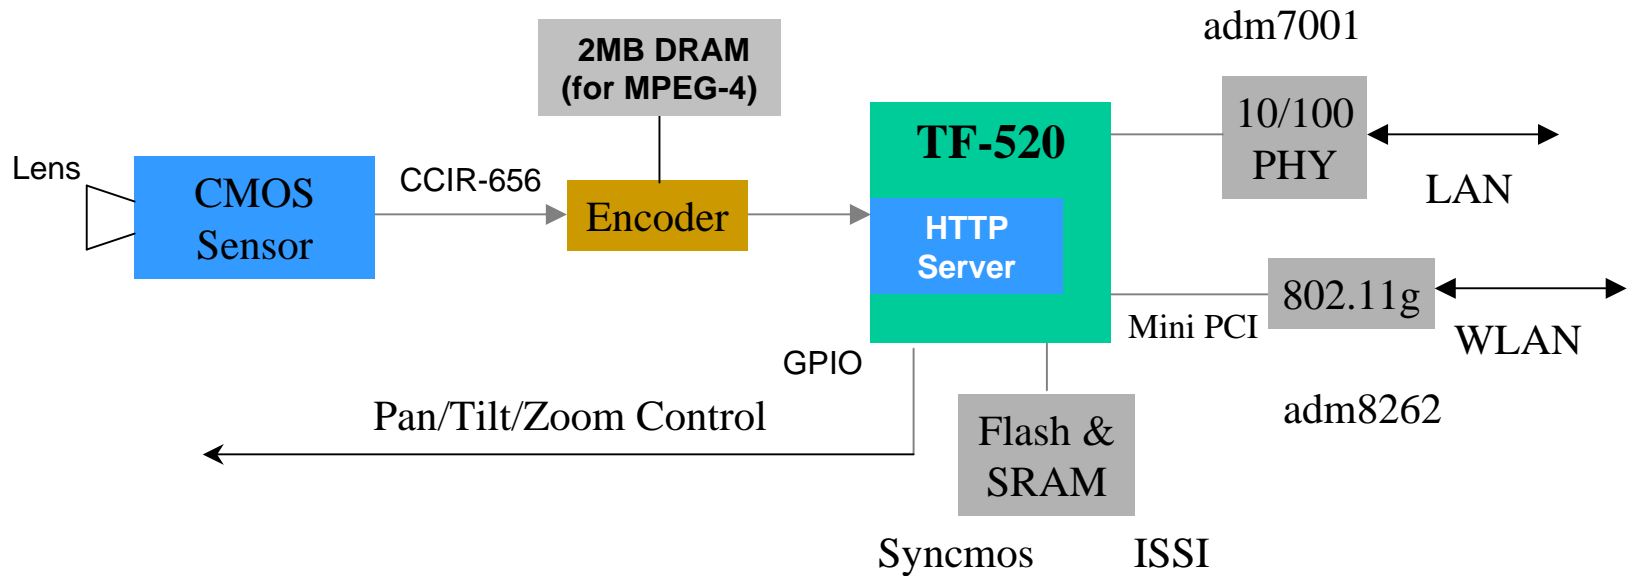 adm7001
2MB DRAM
(for MPEG-4)
TF-520
10/100
PHY
Lens
CMOS
Sensor
CCIR-656
Encoder
HTTP
Server
LAN
802.11g
Mini PCI
WLAN
GPIO
Pan/Tilt/Zoom Control
adm8262
Flash &
SRAM
Syncmos
ISSI